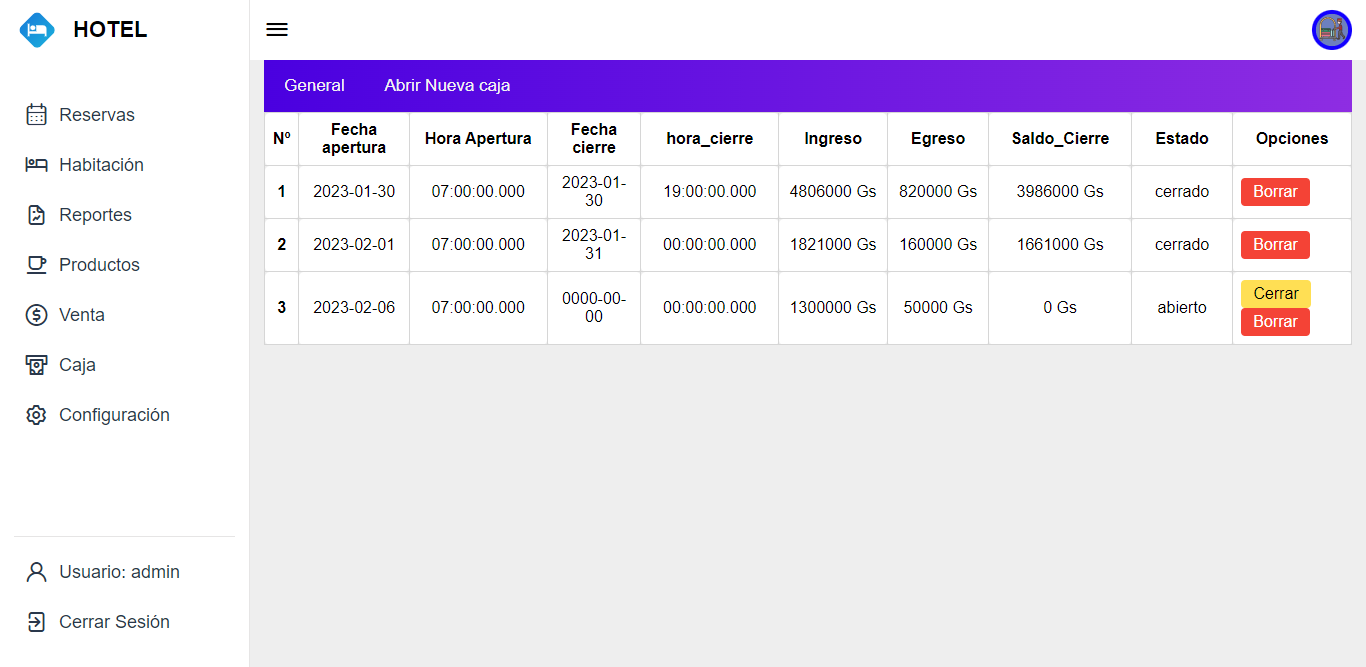 HOTEL
Reservas
Habitación
Reportes
Productos
Venta
Caja
Configuración
Usuario: admin
Cerrar Sesión
General Abrir Nueva caja
Nº Fecha apertura Hora Apertura Fecha cierre hora_cierre Ingreso Egreso Saldo_Cierre Estado Opciones
1 2023-01-30 07:00:00.000 2023-01-30 19:00:00.000 4806000 Gs 820000 Gs 3986000 Gs cerrado Borrar
2 2023-02-01 07:00:00.000 2023-01-31 00:00:00.000 1821000 Gs 160000 Gs 1661000 Gs cerrado Borrar
3 2023-02-06 07:00:00.000 0000-00-00 00:00:00.000 1300000 Gs 50000 Gs 0 Gs abierto Cerrar
Borrar